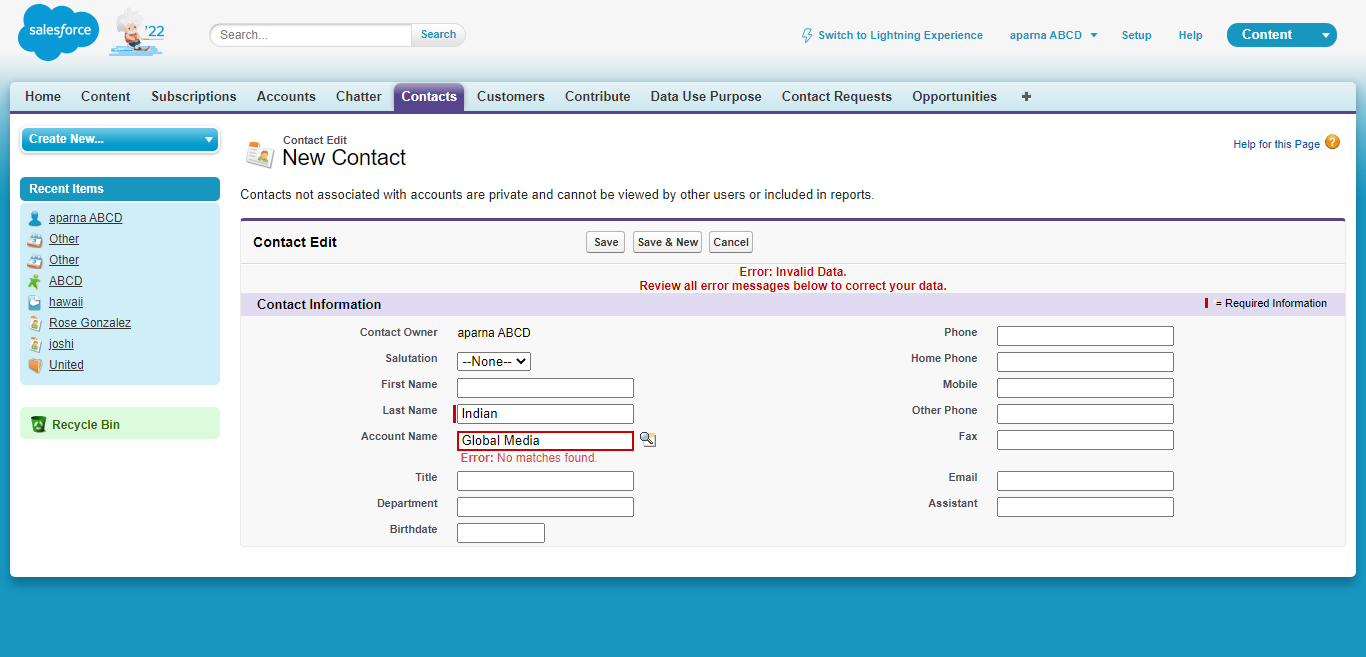 salesforce
'22
Search...
Search
Switch to Lightning Experience
aparna ABCD
Setup
Help
Content
Home
Content
Subscriptions
Accounts
Chatter
Contacts
Customers
Contribute
Data Use Purpose
Contact Requests
Opportunities
+
Create New...
Recent Items
aparna ABCD
Other
Other
ABCD
hawaii
Rose Gonzalez
joshi
United
Recycle Bin
Contact Edit
New Contact
Help for this Page ?
Contacts not associated with accounts are private and cannot be viewed by other users or included in reports.
Contact Edit
Save
Save & New
Cancel
Error: Invalid Data.
Review all error messages below to correct your data.
Contact Information
= Required Information
Contact Owner
aparna ABCD
Salutation
--None--
First Name
Last Name
Indian
Account Name
Global Media
Error: No matches found.
Title
Department
Birthdate
Phone
Home Phone
Mobile
Other Phone
Fax
Email
Assistant